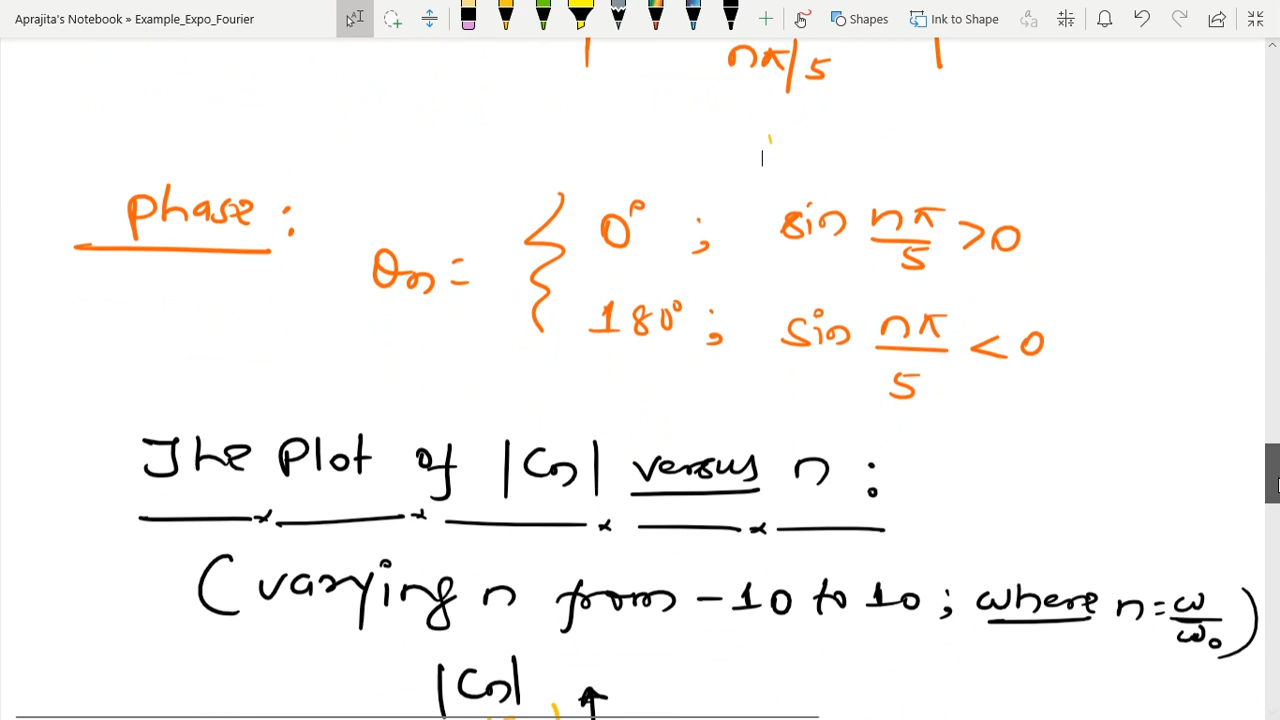 Aprajita's Notebook » Example_Expo_Fourier
Shapes
Ink to Shape
nπ/5
Phase :
θn = { 0° ; sin nπ/5 > 0
180° ; sin nπ/5 < 0
The Plot of |Cn| versus n :
(varying n from -10 to 10 ; where n = ω/ω₀)
|Cn|